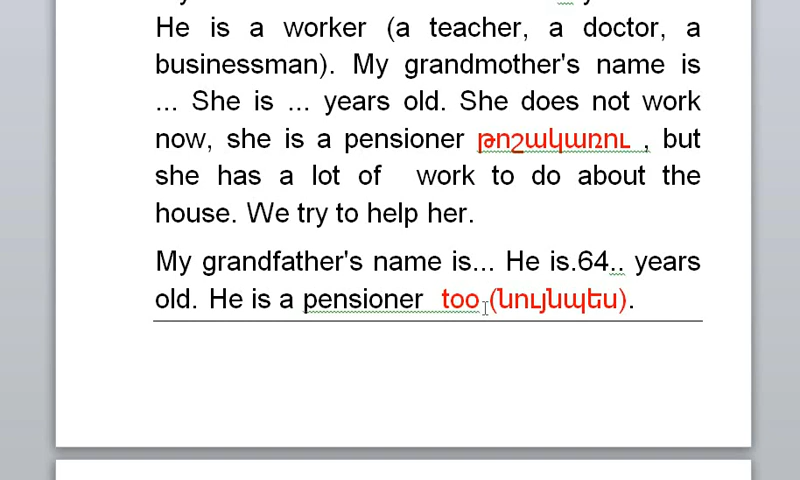 He is a worker (a teacher, a doctor, a
businessman). My grandmother's name is
... She is ... years old. She does not work
now, she is a pensioner թոշակառու , but
she has a lot of work to do about the
house. We try to help her.
My grandfather's name is... He is.64.. years
old. He is a pensioner too (նույնպես).